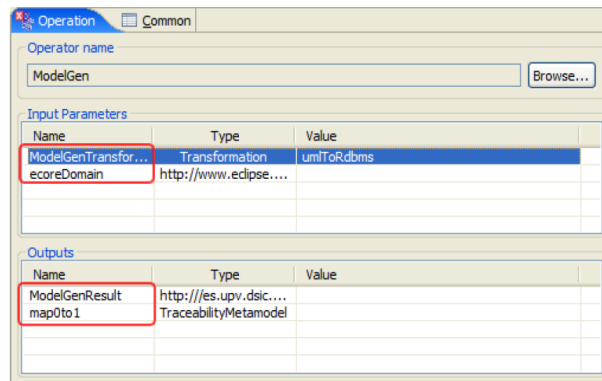 Operation Common
Operator name
ModelGen Browse...
Input Parameters
Name Type Value
ModelGenTransfor... Transformation umlToRdbms
ecoreDomain http://www.eclipse....
Outputs
Name Type Value
ModelGenResult http:///es.upv.dsic....
map0to1 TraceabilityMetamodel